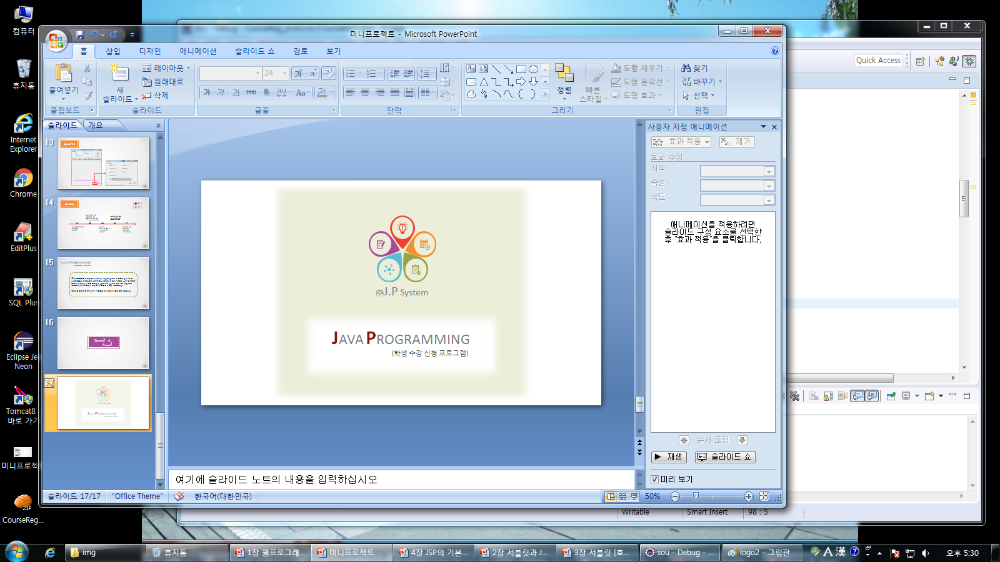 미니프로젝트 - Microsoft PowerPoint
홈 삽입 디자인 애니메이션 슬라이드 쇼 검토 보기
붙여넣기
클립보드
새
슬라이드
레이아웃
원래대로
삭제
슬라이드
24
글꼴
단락
정렬
빠른
스타일
도형 채우기
도형 윤곽선
도형 효과
그리기
찾기
바꾸기
선택
편집
Quick Access
컴퓨터
휴지통
Internet
Explorer
Chrome
EditPlus
SQL Plus
Eclipse Je
Neon
Tomcat8
바로 가기
미니프로젝
CourseReg...
슬라이드 개요
13
14
15
16
17
㈜J.P System
JAVA PROGRAMMING
(학생 수강 신청 프로그램)
여기에 슬라이드 노트의 내용을 입력하십시오
사용자 지정 애니메이션
효과 적용 제거
효과 수정
시작:
속성:
속도:
애니메이션을 적용하려면
슬라이드 구성 요소를 선택한
후 "효과 적용"을 클릭합니다.
순서 조정
재생 슬라이드 쇼
미리 보기
슬라이드 17/17 "Office Theme" 한국어(대한민국) 50%
Writable Smart Insert 98 : 5
img 휴지통 1장 웹프로그래... 미니프로젝트 4장 JSP의 기본... 2장 서블릿과 J... 3장 서블릿 [호... sou - Debug - ... logo2 - 그림판 A 漢 오후 5:30